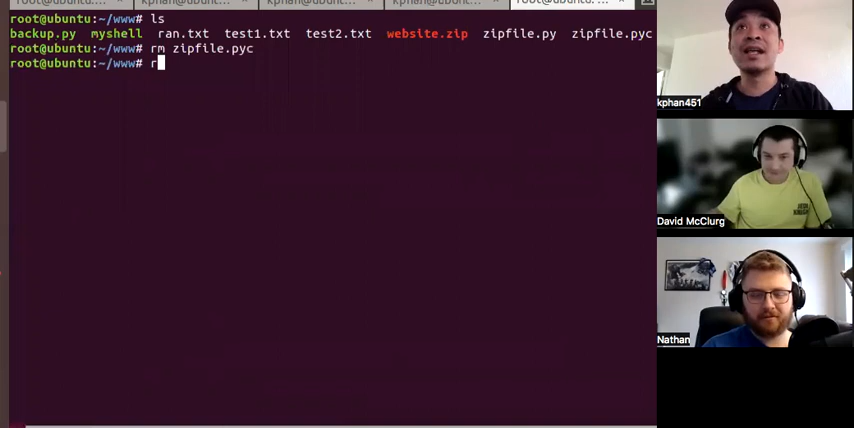 root@ubuntu:~/www# ls
backup.py myshell ran.txt test1.txt test2.txt website.zip zipfile.py zipfile.pyc
root@ubuntu:~/www# rm zipfile.pyc
root@ubuntu:~/www# r
kphan451
David McClurg
Nathan